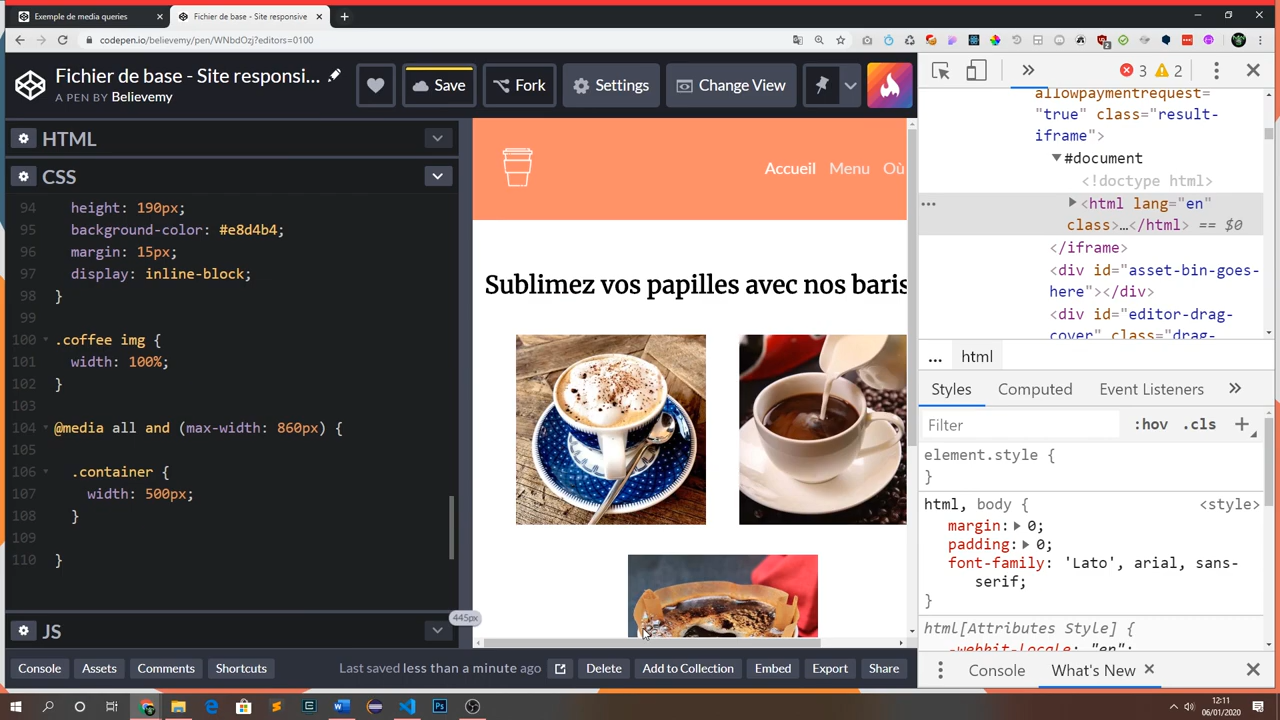 Exemple de media queries
Fichier de base - Site responsive
codepen.io/believemy/pen/WNbdOzj?editors=0100
Fichier de base - Site responsi...
A PEN BY Believemy
Save
Fork
Settings
Change View
HTML
CSS
94 height: 190px;
95 background-color: #e8d4b4;
96 margin: 15px;
97 display: inline-block;
98 }
99
100 .coffee img {
101 width: 100%;
102 }
103
104 @media all and (max-width: 860px) {
105
106 .container {
107 width: 500px;
108 }
109
110 }
JS
445px
Accueil Menu Où
Sublimez vos papilles avec nos baris
3 2
allowpaymentrequest=
"true" class="result-
iframe">
#document
<!doctype html>
... <html lang="en"
class>…</html> == $0
</iframe>
<div id="asset-bin-goes-
here"></div>
<div id="editor-drag-
cover" class="drag-
... html
Styles Computed Event Listeners
Filter :hov .cls
element.style {
}
html, body { <style>
margin: 0;
padding: 0;
font-family: 'Lato', arial, sans-
serif;
}
html[Attributes Style] {
-webkit-locale: "en";
Console What's New
Console Assets Comments Shortcuts Last saved less than a minute ago Delete Add to Collection Embed Export Share
12:11
06/01/2020